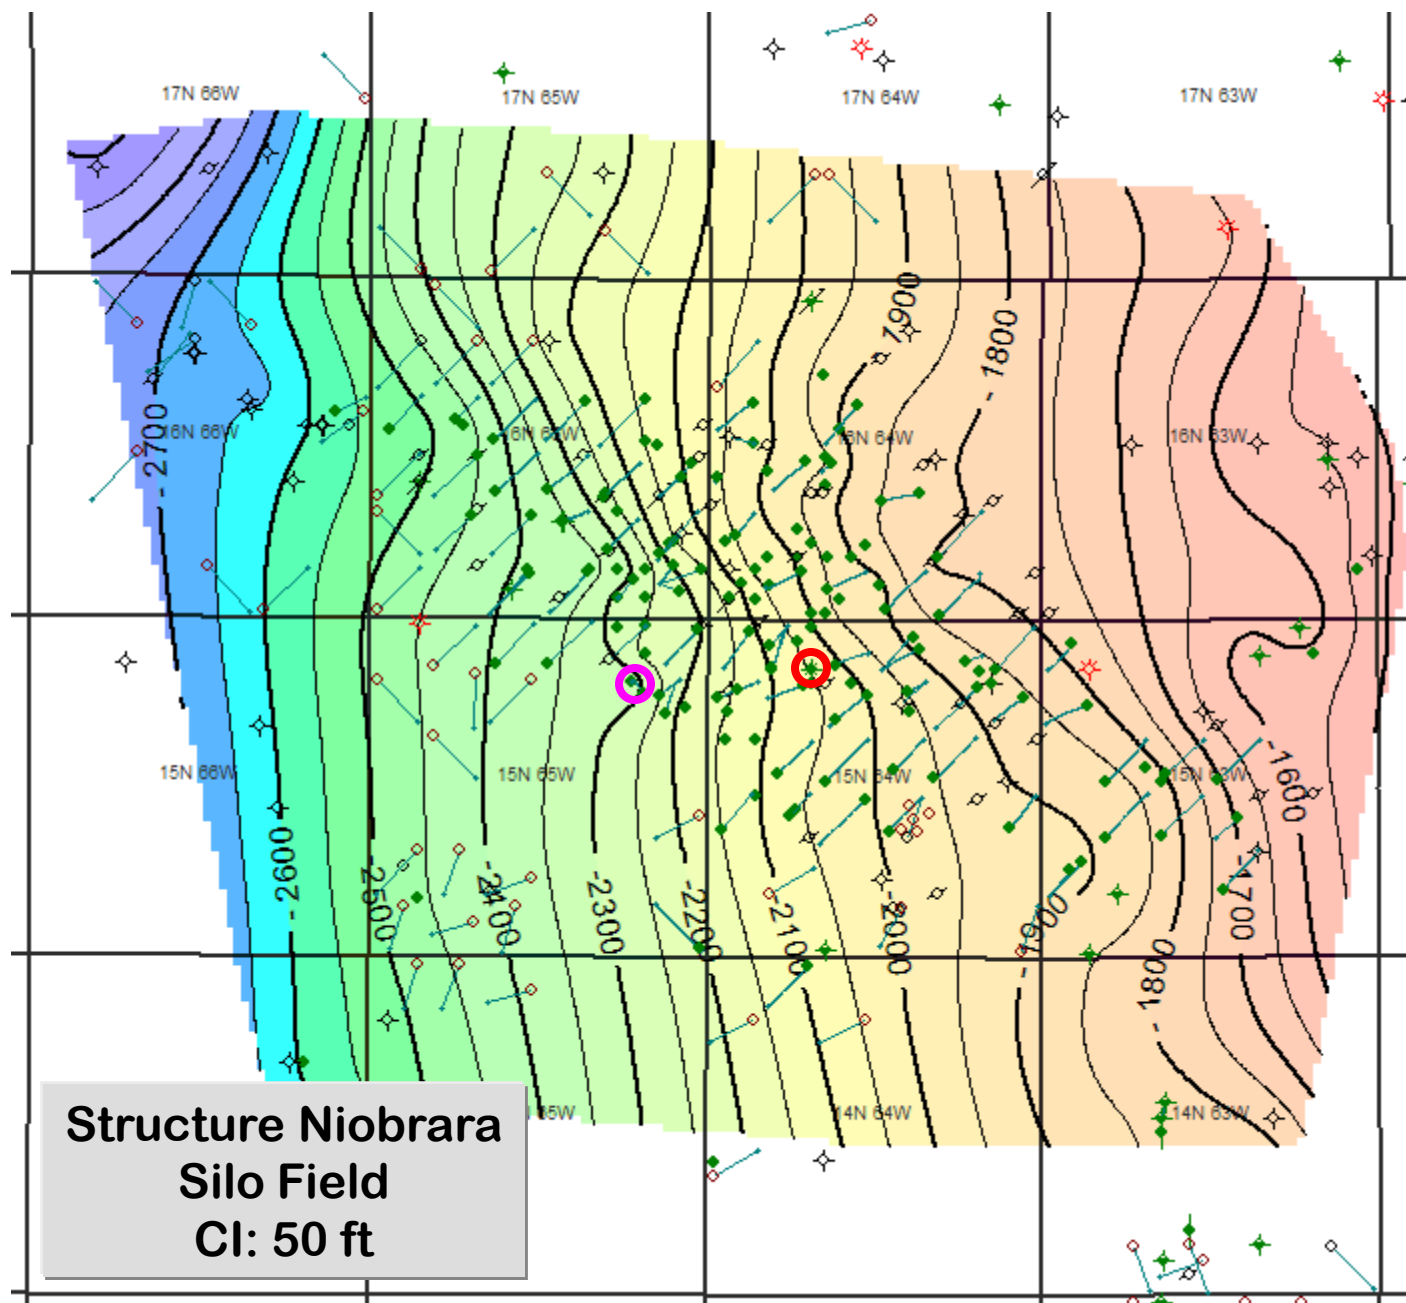 17N 66W
17N 65W
17N 64W
17N 63W
- 1900
- 1800
- 2700
16N 66W
16N 64W
16N 63W
15N 66W
15N 65W
15N 64W
15N 63W
- 1600
- 2600
- 2500
- 2400
- 2300
- 2200
- 2100
- 2000
- 1900
- 1800
- 1700
14N 64W
14N 63W
Structure Niobrara
Silo Field
CI: 50 ft